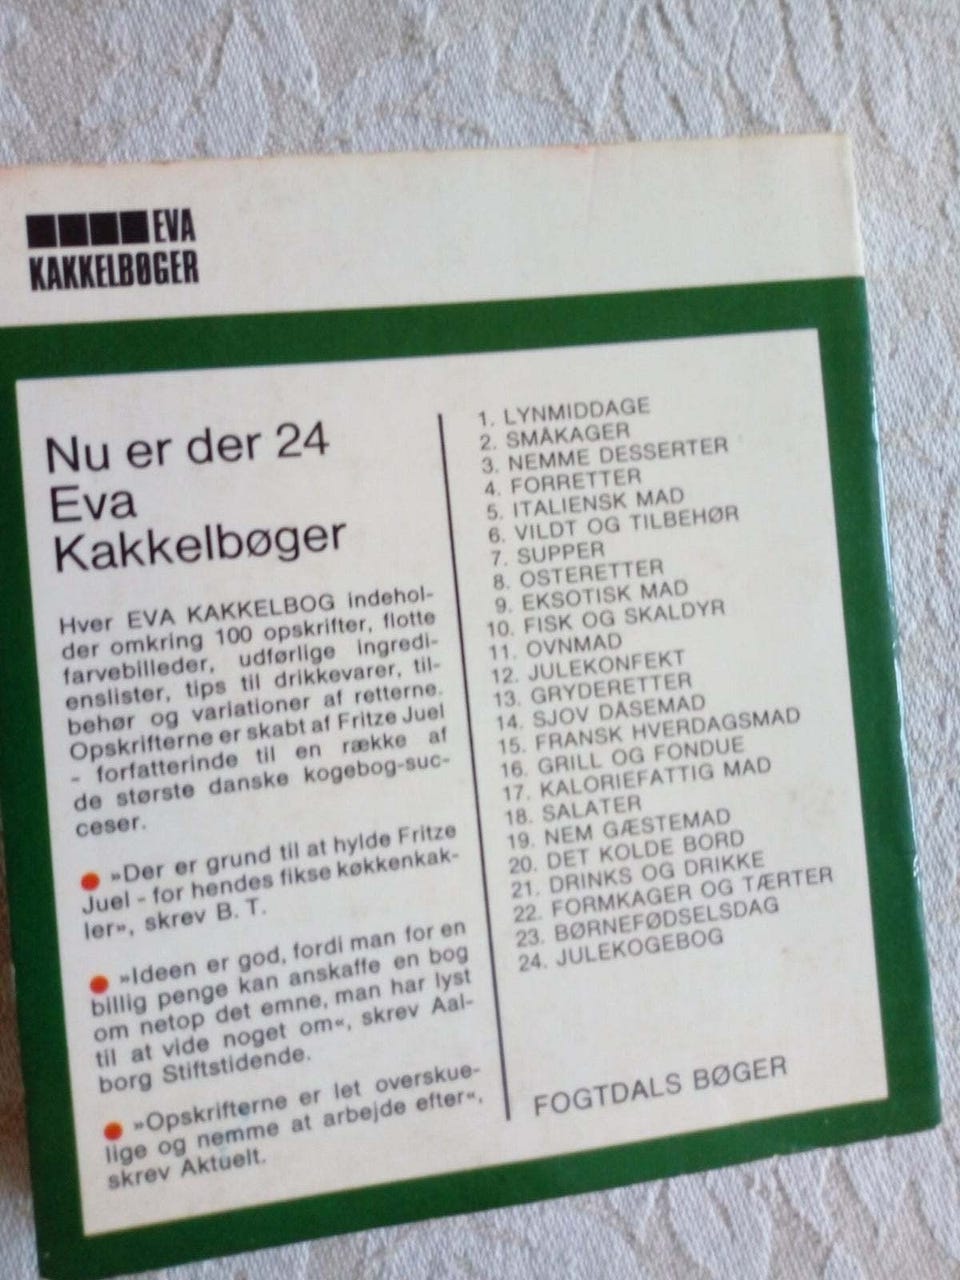 EVA
KAKKELBØGER
Nu er der 24
Eva
Kakkelbøger
Hver EVA KAKKELBOG indehol-
der omkring 100 opskrifter, flotte
farvebilleder, udførlige ingredi-
enslister, tips til drikkevarer, til-
behør og variationer af retterne.
Opskrifterne er skabt af Fritze Juel
- forfatterinde til en række af
de største danske kogebog-suc-
ceser.
»Der er grund til at hylde Fritze
Juel - for hendes fikse køkkenkak-
ler», skrev B. T.
»Ideen er god, fordi man for en
billig penge kan anskaffe en bog
om netop det emne, man har lyst
til at vide noget om«, skrev Aal-
borg Stiftstidende.
»Opskrifterne er let overskue-
lige og nemme at arbejde efter«,
skrev Aktuelt.
1. LYNMIDDAGE
2. SMÅKAGER
3. NEMME DESSERTER
4. FORRETTER
5. ITALIENSK MAD
6. VILDT OG TILBEHØR
7. SUPPER
8. OSTERETTER
9. EKSOTISK MAD
10. FISK OG SKALDYR
11. OVNMAD
12. JULEKONFEKT
13. GRYDERETTER
14. SJOV DÅSEMAD
15. FRANSK HVERDAGSMAD
16. GRILL OG FONDUE
17. KALORIEFATTIG MAD
18. SALATER
19. NEM GÆSTEMAD
20. DET KOLDE BORD
21. DRINKS OG DRIKKE
22. FORMKAGER OG TÆRTER
23. BØRNEFØDSELSDAG
24. JULEKOGEBOG
FOGTDALS BØGER